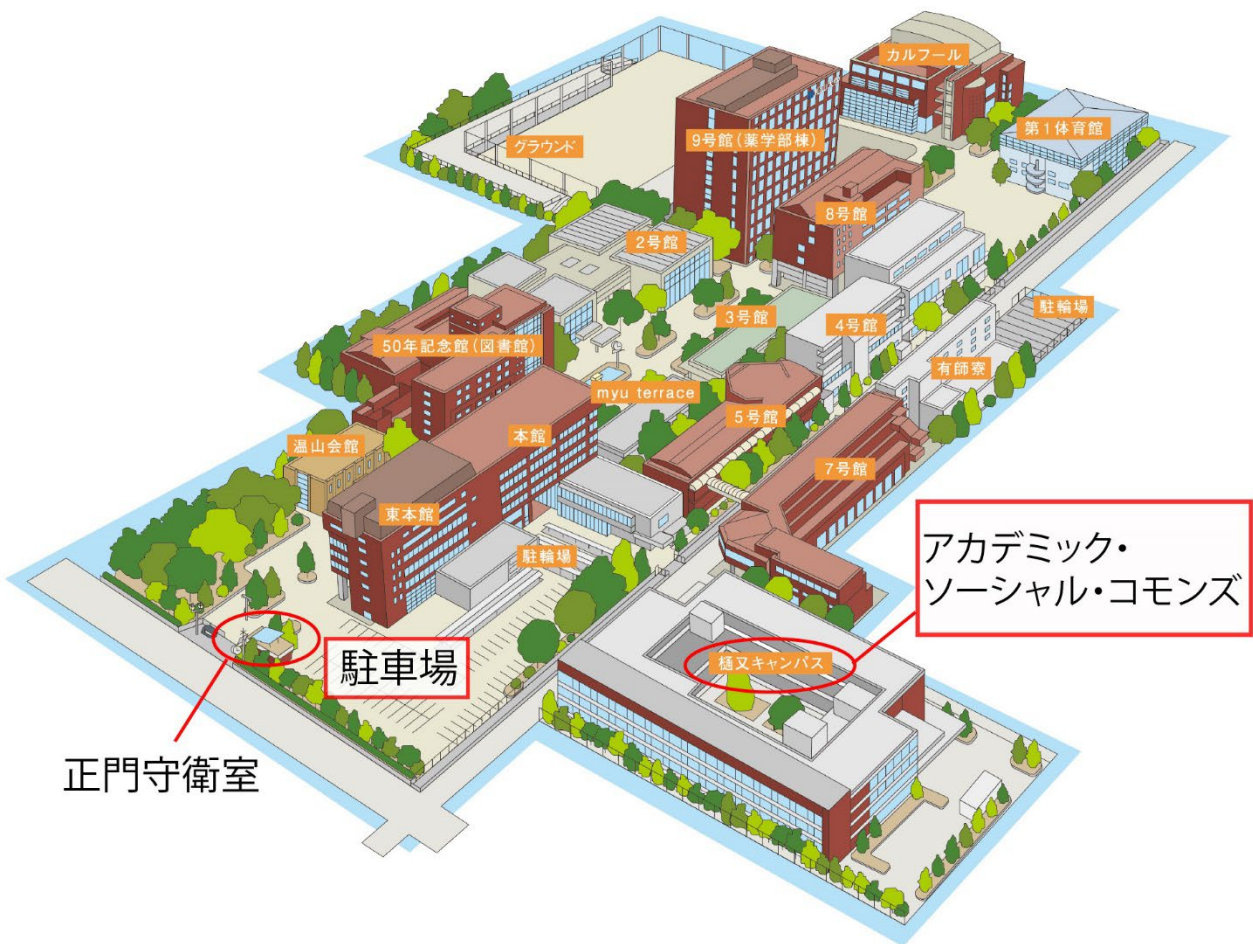 カルフール
第1体育館
9号館(薬学部棟)
グラウンド
8号館
2号館
駐輪場
3号館
4号館
50年記念館(図書館)
有師寮
myu terrace
5号館
本館
温山会館
7号館
東本館
駐輪場
アカデミック・
ソーシャル・コモンズ
駐車場
樋又キャンパス
正門守衛室